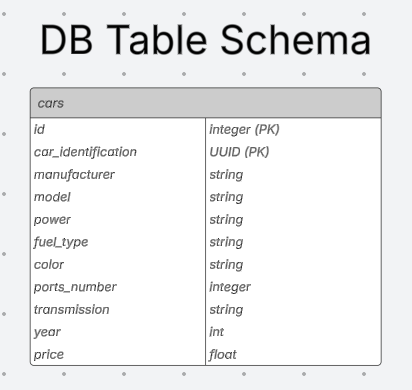 DB Table Schema
cars
id integer (PK)
car_identification UUID (PK)
manufacturer string
model string
power string
fuel_type string
color string
ports_number integer
transmission string
year int
price float